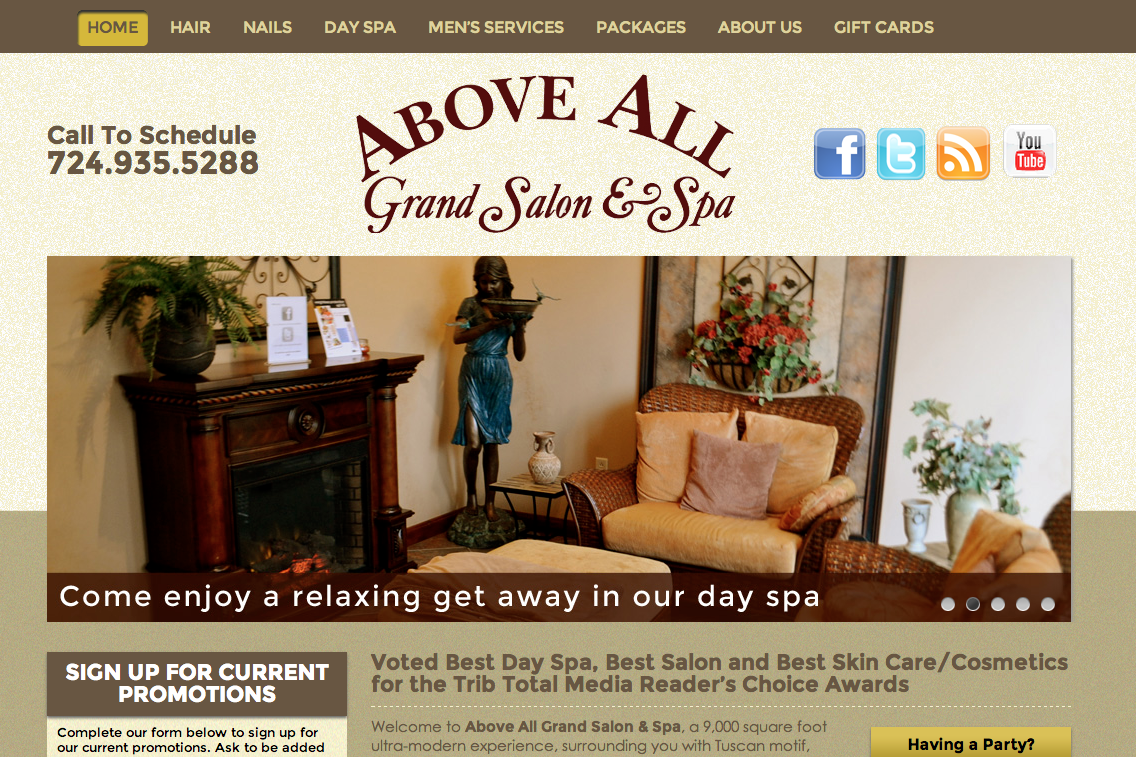 HOME HAIR NAILS DAY SPA MEN'S SERVICES PACKAGES ABOUT US GIFT CARDS
Call To Schedule
724.935.5288
ABOVE ALL
Grand Salon & Spa
f
t
You
Tube
Come enjoy a relaxing get away in our day spa
SIGN UP FOR CURRENT
PROMOTIONS
Complete our form below to sign up for
our current promotions. Ask to be added
Voted Best Day Spa, Best Salon and Best Skin Care/Cosmetics
for the Trib Total Media Reader's Choice Awards
Welcome to Above All Grand Salon & Spa, a 9,000 square foot
ultra-modern experience, surrounding you with Tuscan motif,
Having a Party?